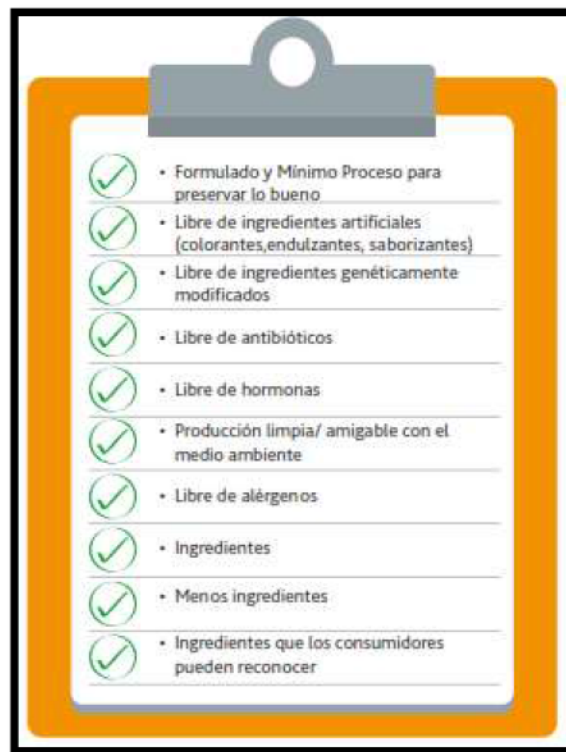 • Formulado y Mínimo Proceso para
preservar lo bueno
• Libre de ingredientes artificiales
(colorantes,endulzantes, saborizantes)
• Libre de ingredientes genéticamente
modificados
• Libre de antibióticos
• Libre de hormonas
• Producción limpia/ amigable con el
medio ambiente
• Libre de alérgenos
• Ingredientes
• Menos ingredientes
• Ingredientes que los consumidores
pueden reconocer